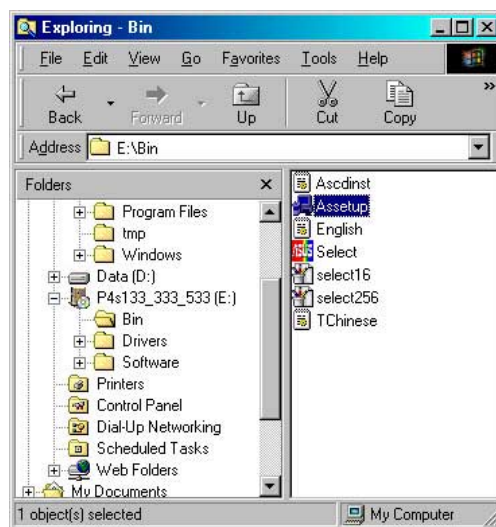 Exploring - Bin
File Edit View Go Favorites Tools Help
Back Forward Up Cut Copy »
Address E:\Bin
Folders
Program Files
tmp
Windows
Data (D:)
P4s133_333_533 (E:)
Bin
Drivers
Software
Printers
Control Panel
Dial-Up Networking
Scheduled Tasks
Web Folders
My Documents
Ascdinst
Assetup
English
Select
select16
select256
TChinese
1 object(s) selected
My Computer